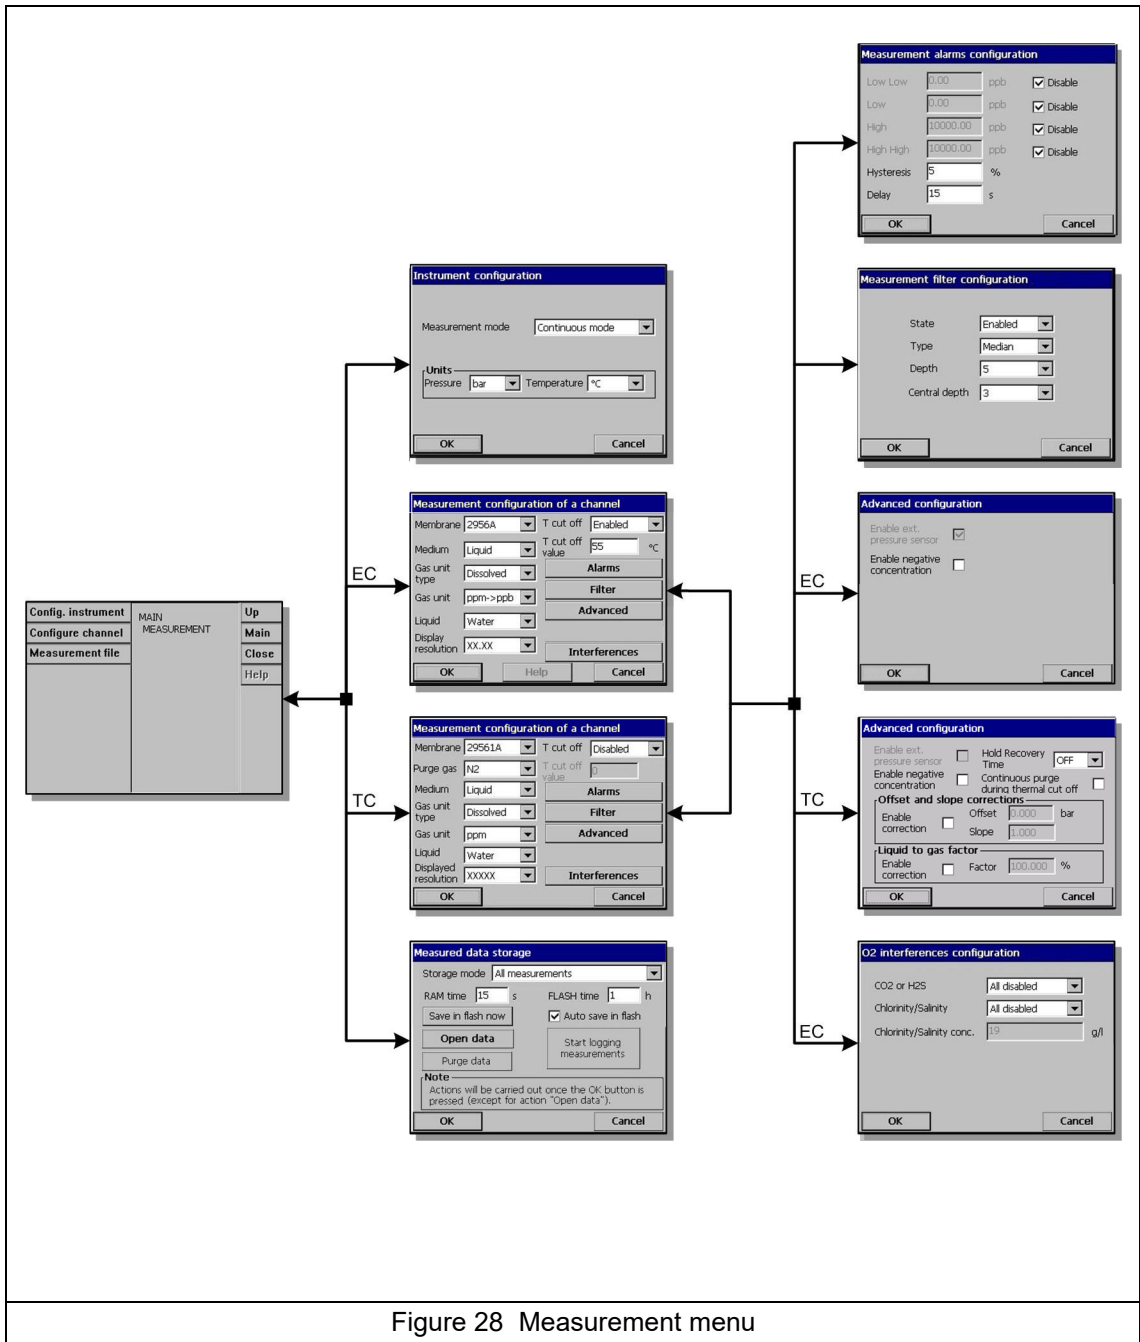 Config. instrument
Configure channel
Measurement file
MAIN
MEASUREMENT
Up
Main
Close
Help
EC
TC
Instrument configuration
Measurement mode Continuous mode
Units
Pressure bar Temperature °C
OK Cancel
Measurement configuration of a channel
Membrane 2956A T cut off Enabled
Medium Liquid T cut off value 55 °C
Gas unit type Dissolved Alarms
Gas unit ppm->ppb Filter
Advanced
Liquid Water
Display resolution XX.XX Interferences
OK Help Cancel
Measurement configuration of a channel
Membrane 29561A T cut off Disabled
Purge gas N2 T cut off value 0
Medium Liquid Alarms
Gas unit type Dissolved Filter
Gas unit ppm Advanced
Liquid Water
Displayed resolution XXXXX Interferences
OK Cancel
Measured data storage
Storage mode All measurements
RAM time 15 s FLASH time 1 h
Save in flash now Auto save in flash
Open data Start logging measurements
Purge data
Note
Actions will be carried out once the OK button is
pressed (except for action "Open data").
OK Cancel
EC
TC
EC
Measurement alarms configuration
Low Low 0.00 ppb Disable
Low 0.00 ppb Disable
High 10000.00 ppb Disable
High High 10000.00 ppb Disable
Hysteresis 5 %
Delay 15 s
OK Cancel
Measurement filter configuration
State Enabled
Type Median
Depth 5
Central depth 3
OK Cancel
Advanced configuration
Enable ext.
pressure sensor
Enable negative
concentration
OK Cancel
Advanced configuration
Enable ext. pressure sensor Hold Recovery Time OFF
Enable negative concentration Continuous purge during thermal cut off
Offset and slope corrections
Enable correction Offset 0.000 bar
Slope 1.000
Liquid to gas factor
Enable correction Factor 100.000 %
OK Cancel
O2 interferences configuration
CO2 or H2S All disabled
Chlorinity/Salinity All disabled
Chlorinity/Salinity conc. 19 g/l
OK Cancel
Figure 28 Measurement menu